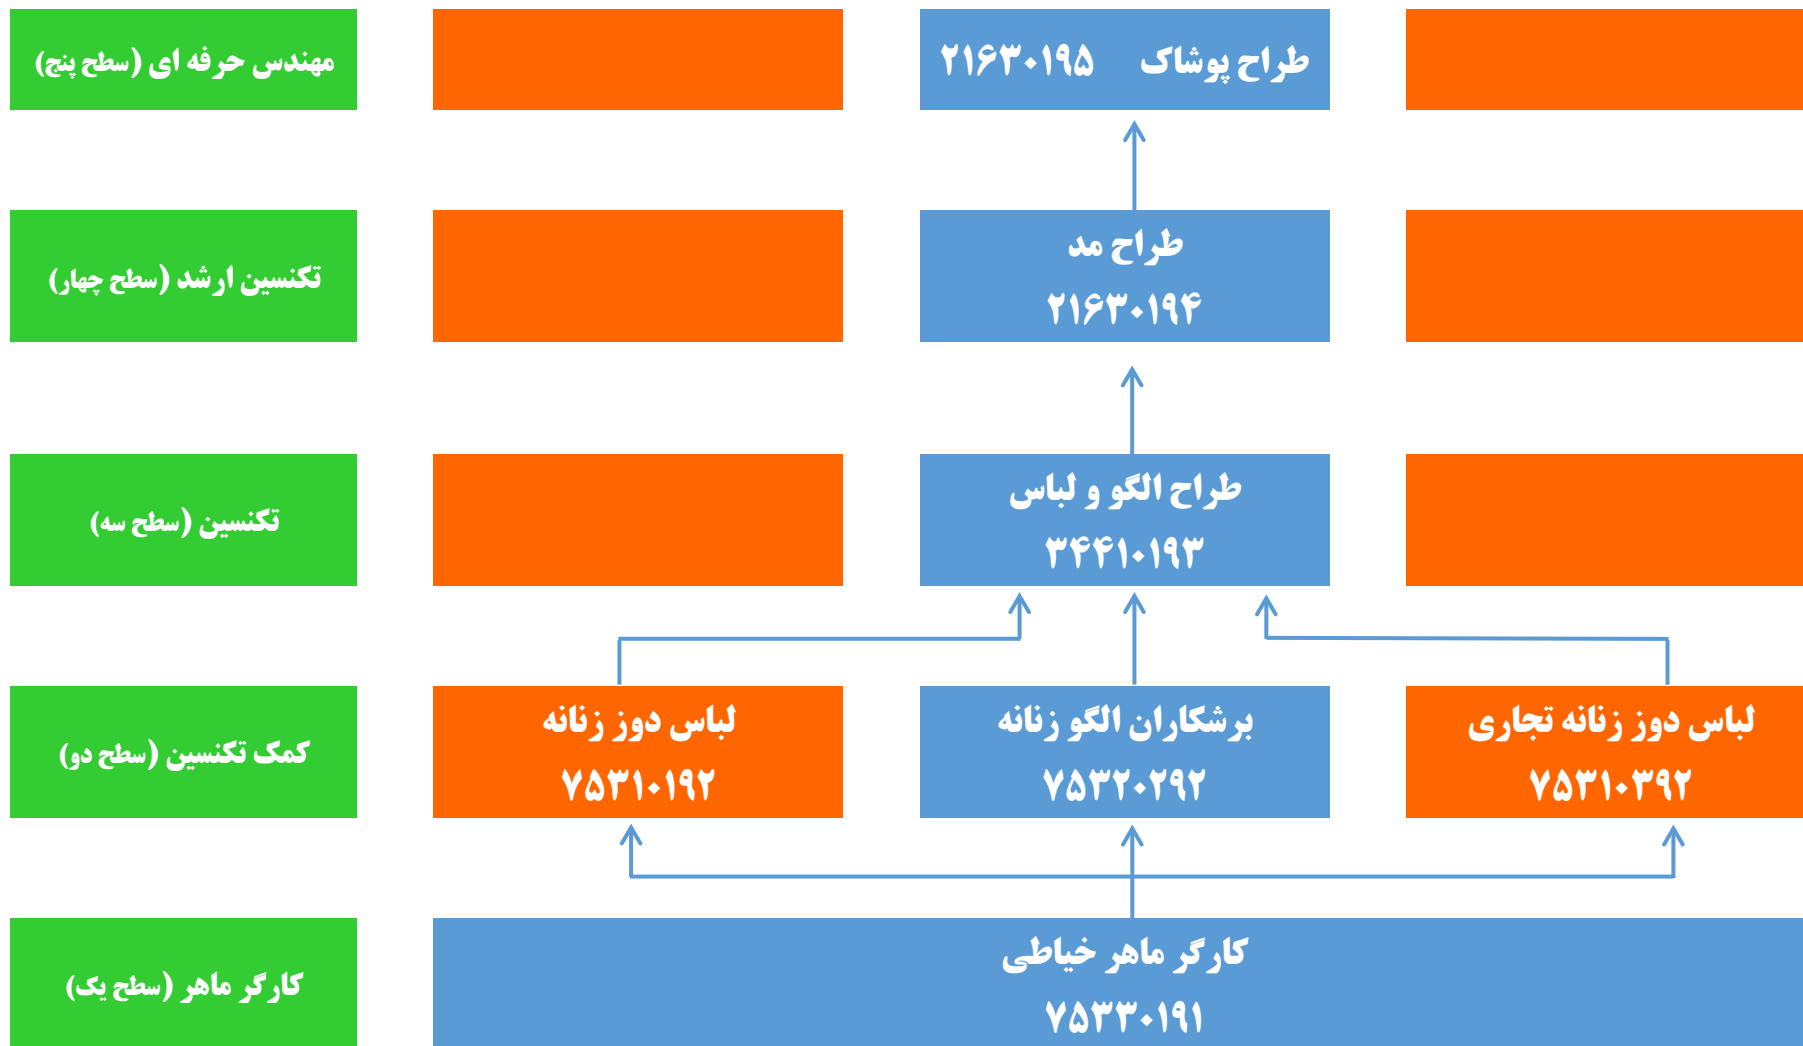 مهندس حرفه ای (سطح پنج)
طراح پوشاک ۲۱۶۳۰۱۹۵
تکنسین ارشد (سطح چهار)
طراح مد
۲۱۶۳۰۱۹۴
تکنسین (سطح سه)
طراح الگو و لباس
۳۴۴۱۰۱۹۳
کمک تکنسین (سطح دو)
لباس دوز زنانه
۷۵۳۱۰۱۹۲
برشکاران الگو زنانه
۷۵۳۲۰۲۹۲
لباس دوز زنانه تجاری
۷۵۳۱۰۳۹۲
کارگر ماهر (سطح یک)
کارگر ماهر خیاطی
۷۵۳۳۰۱۹۱